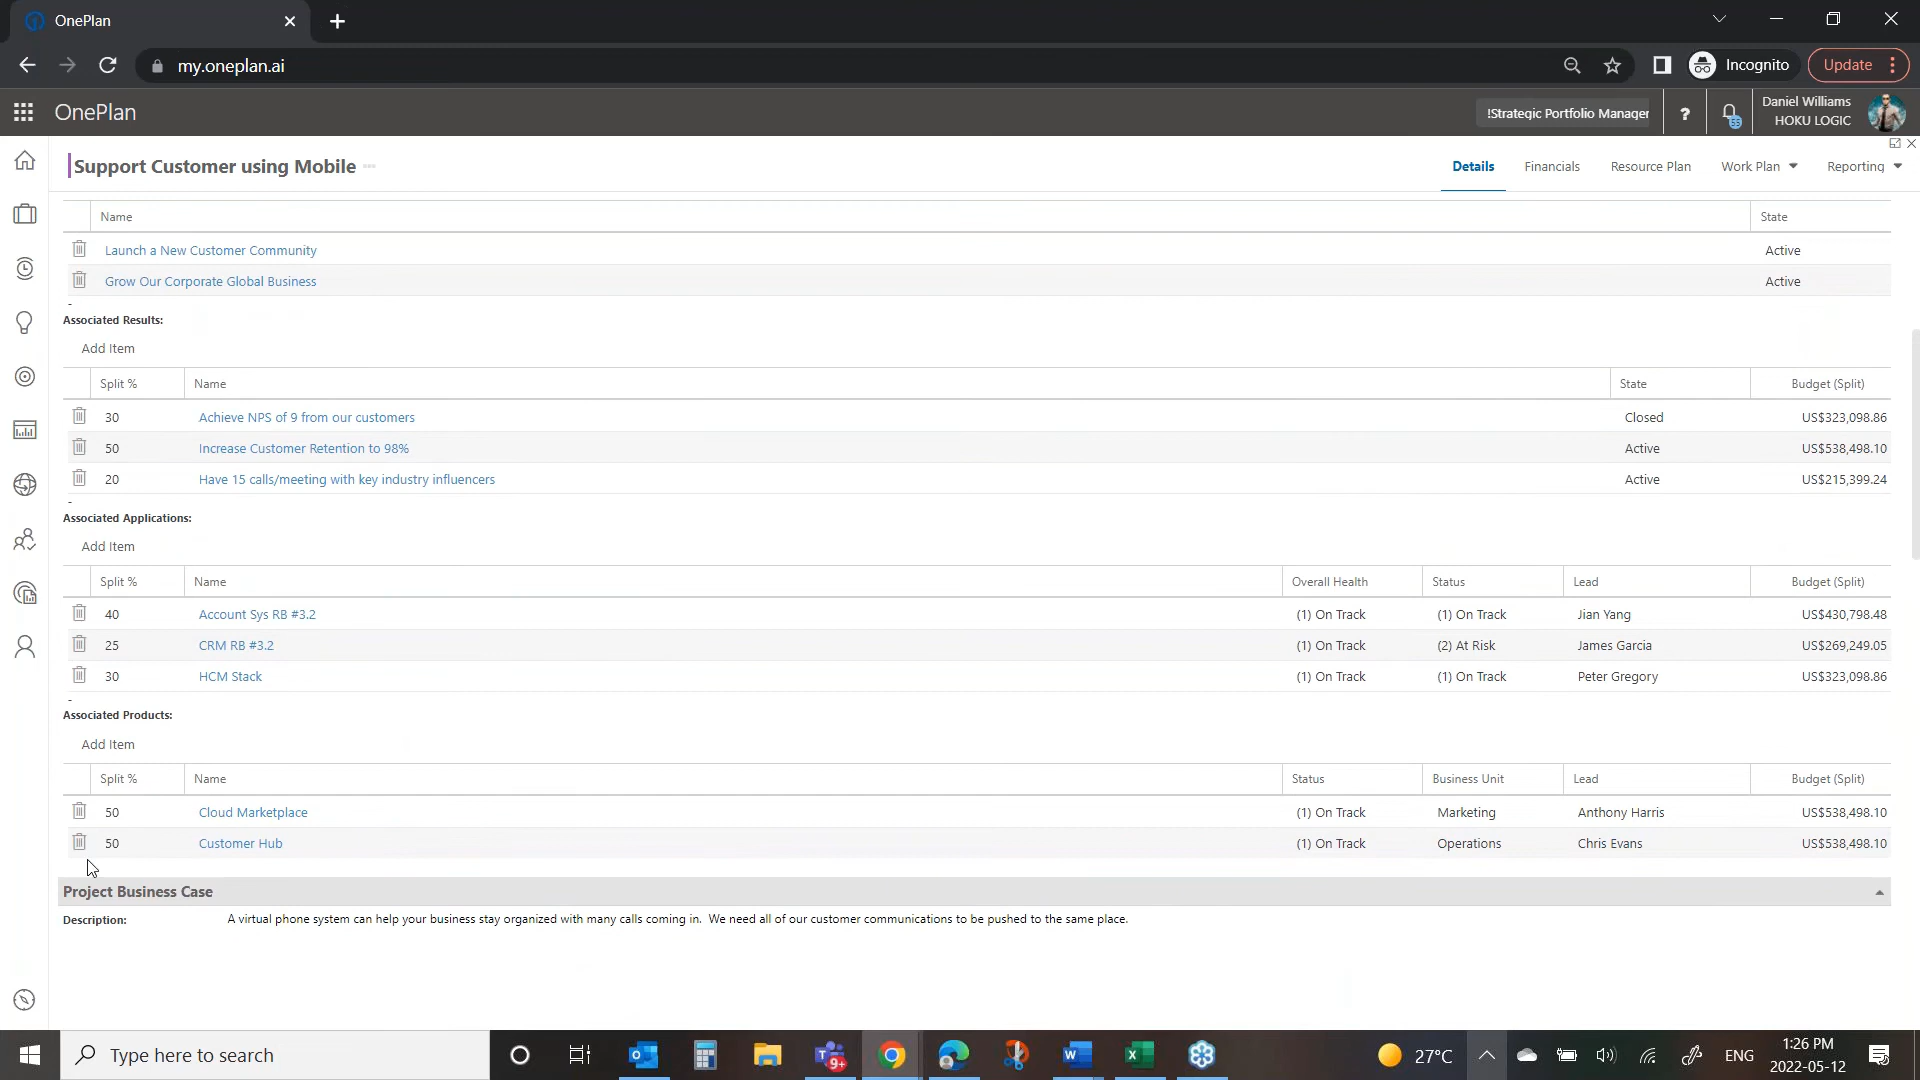 OnePlan
my.oneplan.ai
Incognito
Update
OnePlan
!Strategic Portfolio Manager
?
55
Daniel Williams
HOKU LOGIC
Support Customer using Mobile
Details
Financials
Resource Plan
Work Plan
Reporting
Name State
Launch a New Customer Community Active
Grow Our Corporate Global Business Active
-
Associated Results:
Add Item
Split % Name State Budget (Split)
30 Achieve NPS of 9 from our customers Closed US$323,098.86
50 Increase Customer Retention to 98% Active US$538,498.10
20 Have 15 calls/meeting with key industry influencers Active US$215,399.24
-
Associated Applications:
Add Item
Split % Name Overall Health Status Lead Budget (Split)
40 Account Sys RB #3.2 (1) On Track (1) On Track Jian Yang US$430,798.48
25 CRM RB #3.2 (1) On Track (2) At Risk James Garcia US$269,249.05
30 HCM Stack (1) On Track (1) On Track Peter Gregory US$323,098.86
-
Associated Products:
Add Item
Split % Name Status Business Unit Lead Budget (Split)
50 Cloud Marketplace (1) On Track Marketing Anthony Harris US$538,498.10
50 Customer Hub (1) On Track Operations Chris Evans US$538,498.10
Project Business Case
Description: A virtual phone system can help your business stay organized with many calls coming in. We need all of our customer communications to be pushed to the same place.
Type here to search
9+
27°C
ENG
1:26 PM
2022-05-12